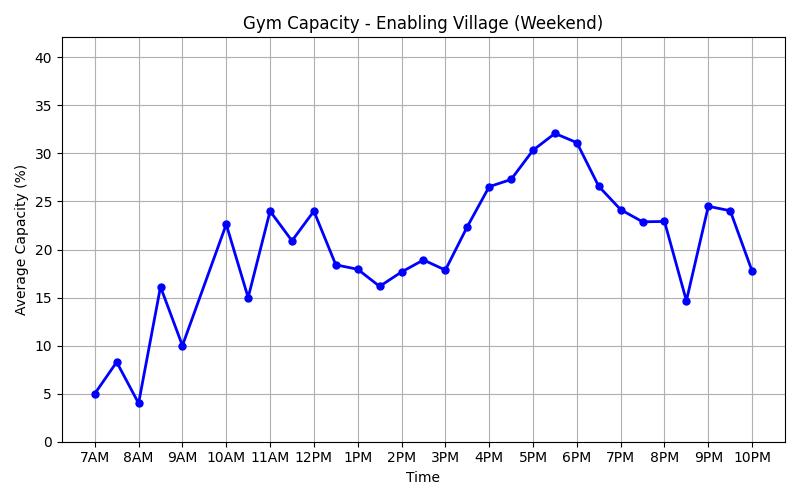 Gym Capacity - Enabling Village (Weekend)
40
35
30
25
20
15
10
5
0
Average Capacity (%)
7AM 8AM 9AM 10AM 11AM 12PM 1PM 2PM 3PM 4PM 5PM 6PM 7PM 8PM 9PM 10PM
Time